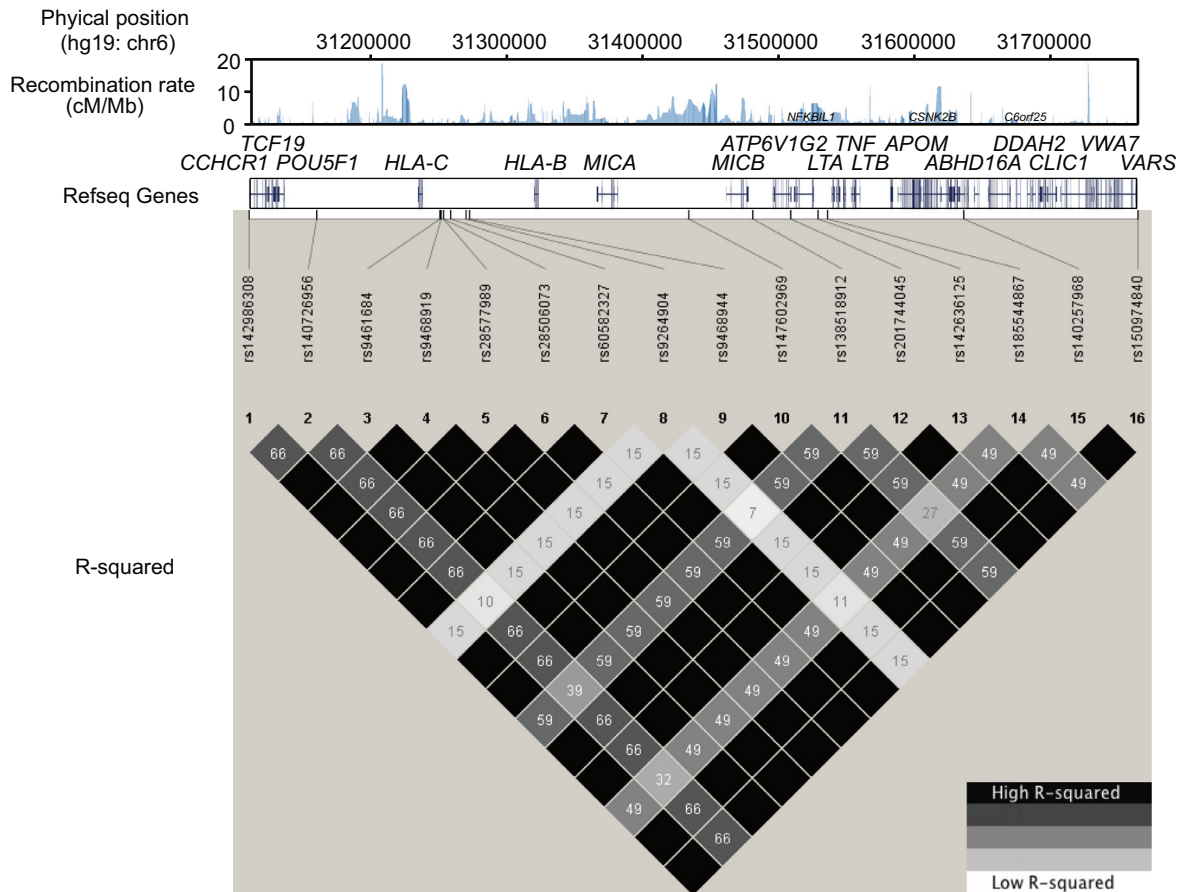 Phyical position
(hg19: chr6)
31200000 31300000 31400000 31500000 31600000 31700000
Recombination rate
(cM/Mb)
20
10
0
NFKBIL1 CSNK2B C6orf25
TCF19 ATP6V1G2 TNF APOM DDAH2 VWA7
CCHCR1 POU5F1 HLA-C HLA-B MICA MICB LTA LTB ABHD16A CLIC1 VARS
Refseq Genes
rs142986308
rs140726956
rs9461684
rs9468919
rs28577989
rs28506073
rs60582327
rs9264904
rs9468944
rs147602969
rs138518912
rs201744045
rs142636125
rs185544867
rs140257968
rs150974840
1 2 3 4 5 6 7 8 9 10 11 12 13 14 15 16
66 66 15 15 59 59 49 49
66 15 15 59 59 49 49
66 15 7 27
66 15 59 15 49 59
66 15 59 15 49 59
10 59 11
15 66 59 49 15
66 59 49 15
39 49
59 66 49
66 49
32
49 66
66
R-squared
High R-squared
Low R-squared